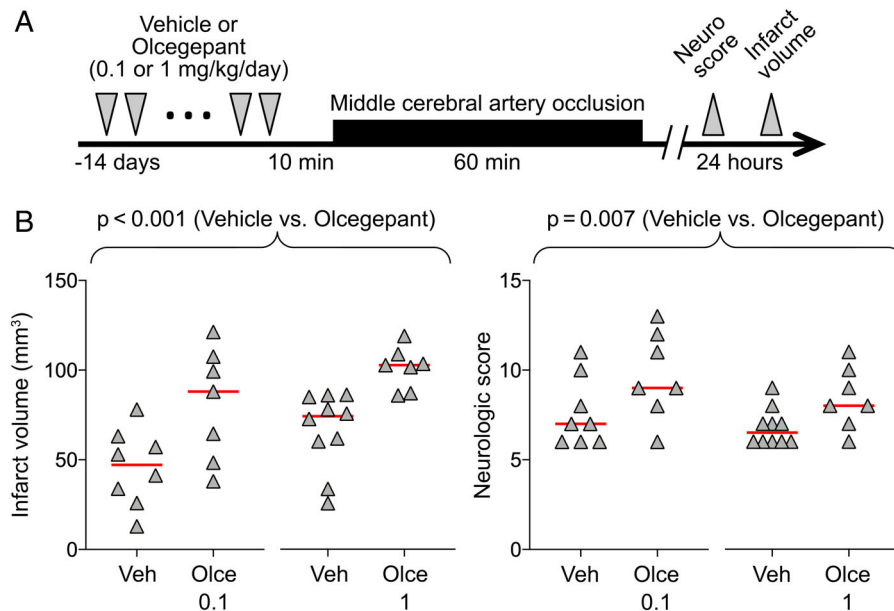 A
Vehicle or
Olcegepant
(0.1 or 1 mg/kg/day)
Neuro
score
Infarct
volume
Middle cerebral artery occlusion
-14 days
10 min
60 min
24 hours
B
p < 0.001 (Vehicle vs. Olcegepant)
Infarct volume (mm³)
150
100
50
0
Veh
Olce
0.1
Veh
Olce
1
p = 0.007 (Vehicle vs. Olcegepant)
Neurologic score
15
10
5
0
Veh
Olce
0.1
Veh
Olce
1